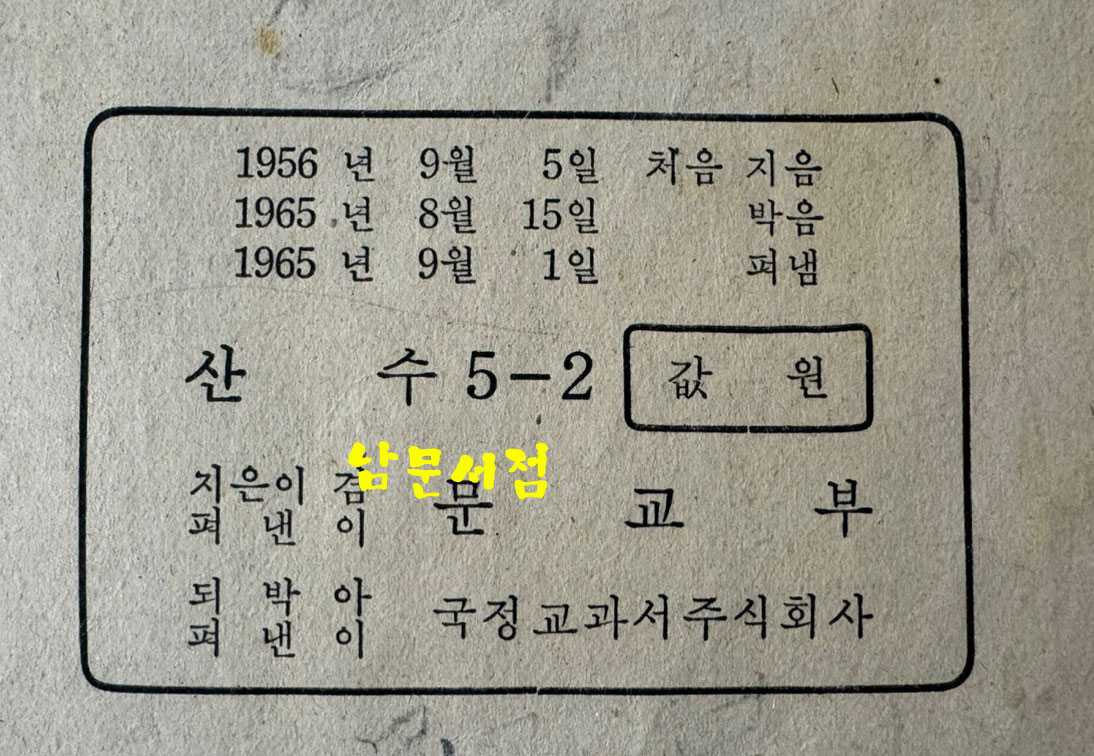 1956 년 9월 5일 처음 지음
1965 년 8월 15일 박음
1965 년 9월 1일 펴냄
산 수 5-2 값 원
남문서점
지은이 겸
펴 낸 이
문 교 부
되 박 아
펴 낸 이
국정교과서주식회사